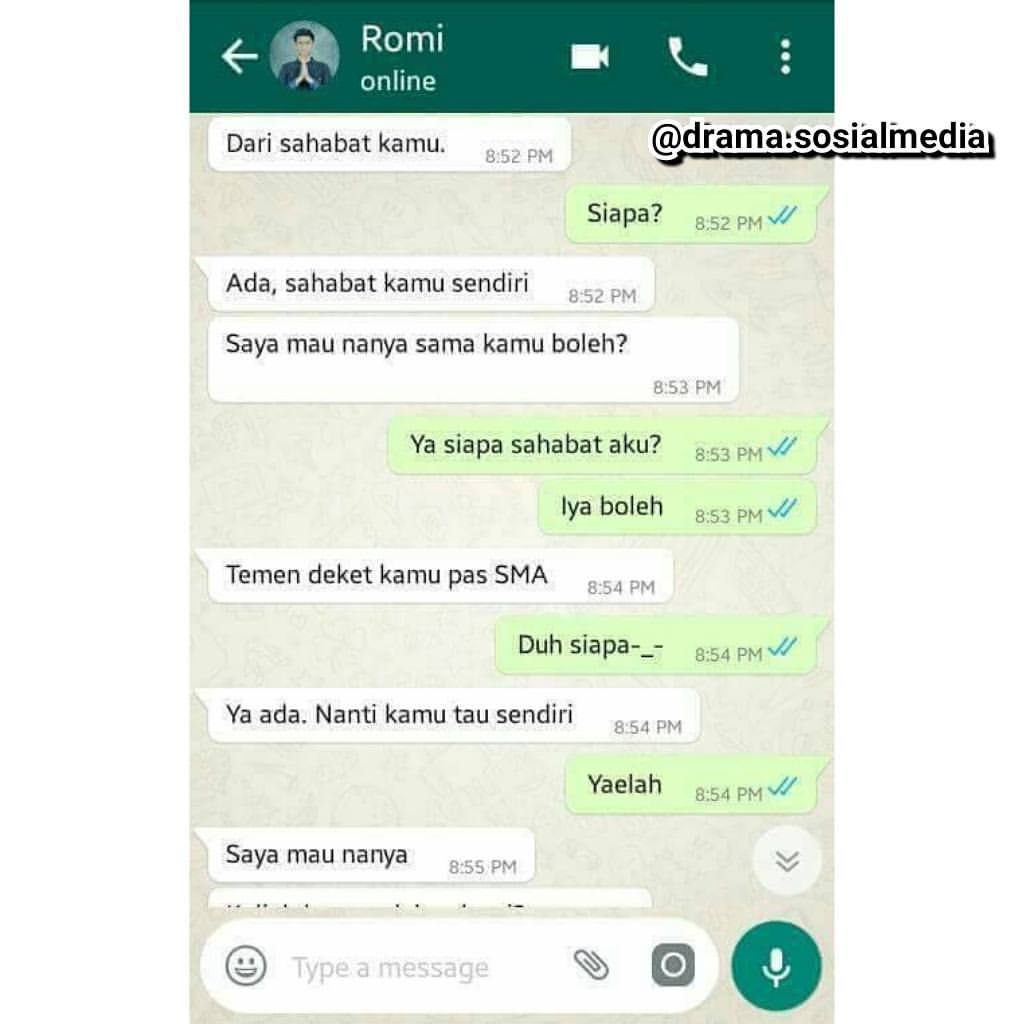 Romi
online
@drama.sosialmedia
Dari sahabat kamu.
8:52 PM
Siapa?
8:52 PM
Ada, sahabat kamu sendiri
8:52 PM
Saya mau nanya sama kamu boleh?
8:53 PM
Ya siapa sahabat aku?
8:53 PM
Iya boleh
8:53 PM
Temen deket kamu pas SMA
8:54 PM
Duh siapa-_-
8:54 PM
Ya ada. Nanti kamu tau sendiri
8:54 PM
Yaelah
8:54 PM
Saya mau nanya
8:55 PM
Type a message